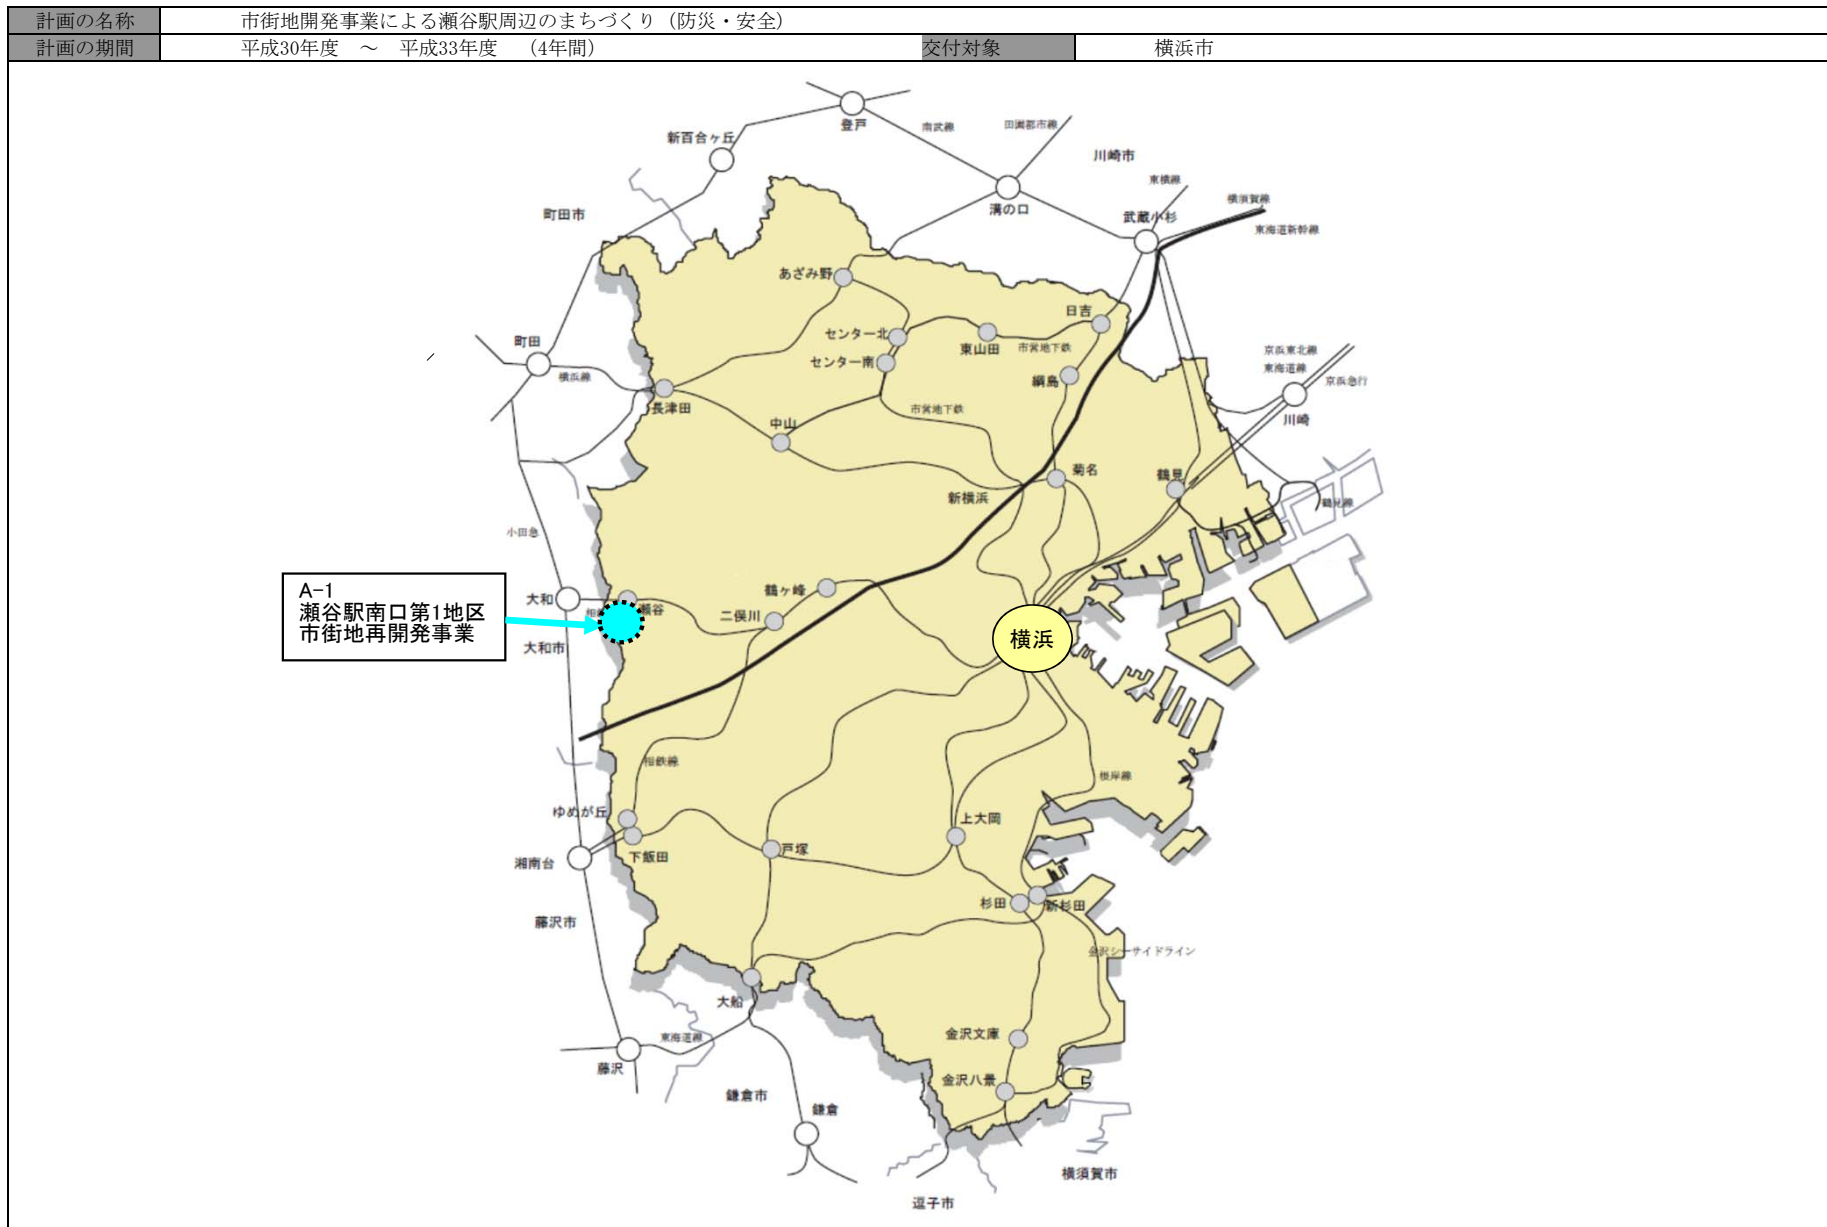 計画の名称 市街地開発事業による瀬谷駅周辺のまちづくり（防災・安全）
計画の期間 平成30年度 ～ 平成33年度 （4年間） 交付対象 横浜市
登戸
南武線
田園都市線
新百合ヶ丘
川崎市
東横線
溝の口
横須賀線
町田市
武蔵小杉
東海道新幹線
あざみ野
日吉
センター北
東山田
市営地下鉄
町田
センター南
京浜東北線
東海道線
京浜急行
横浜線
綱島
長津田
市営地下鉄
川崎
中山
菊名
鶴見
新横浜
鶴見線
小田急
A-1
瀬谷駅南口第1地区
市街地再開発事業
大和
瀬谷
鶴ヶ峰
二俣川
横浜
大和市
相鉄線
根岸線
ゆめが丘
上大岡
湘南台
下飯田
戸塚
杉田
新杉田
藤沢市
金沢シーサイドライン
大船
東海道線
金沢文庫
藤沢
金沢八景
鎌倉市
鎌倉
横須賀市
逗子市